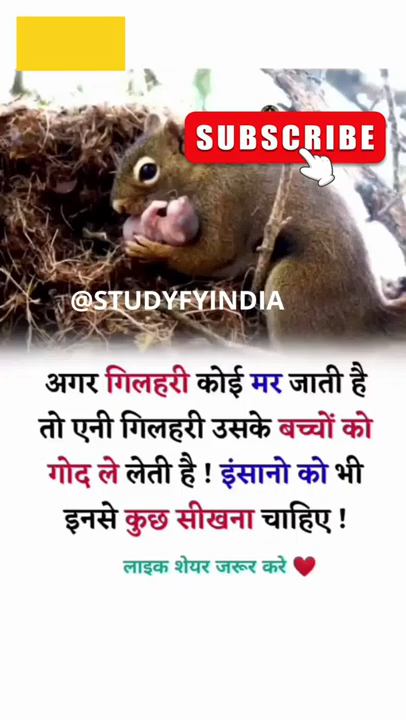 SUBSCRIBE
@STUDYFYINDIA
अगर गिलहरी कोई मर जाती है
तो एनी गिलहरी उसके बच्चों को
गोद ले लेती है ! इंसानो को भी
इनसे कुछ सीखना चाहिए !
लाइक शेयर जरूर करे